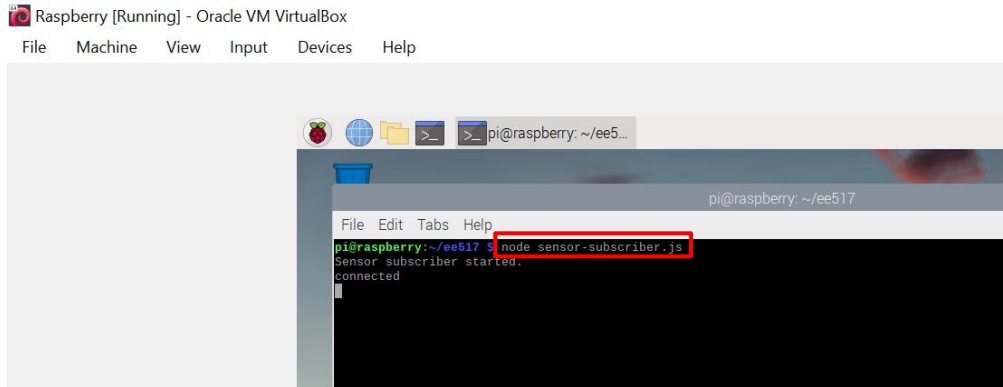 Raspberry [Running] - Oracle VM VirtualBox
File Machine View Input Devices Help
>_ >_ pi@raspberry: ~/ee5...
pi@raspberry: ~/ee517
File Edit Tabs Help
pi@raspberry:~/ee517 $ node sensor-subscriber.js
Sensor subscriber started.
connected